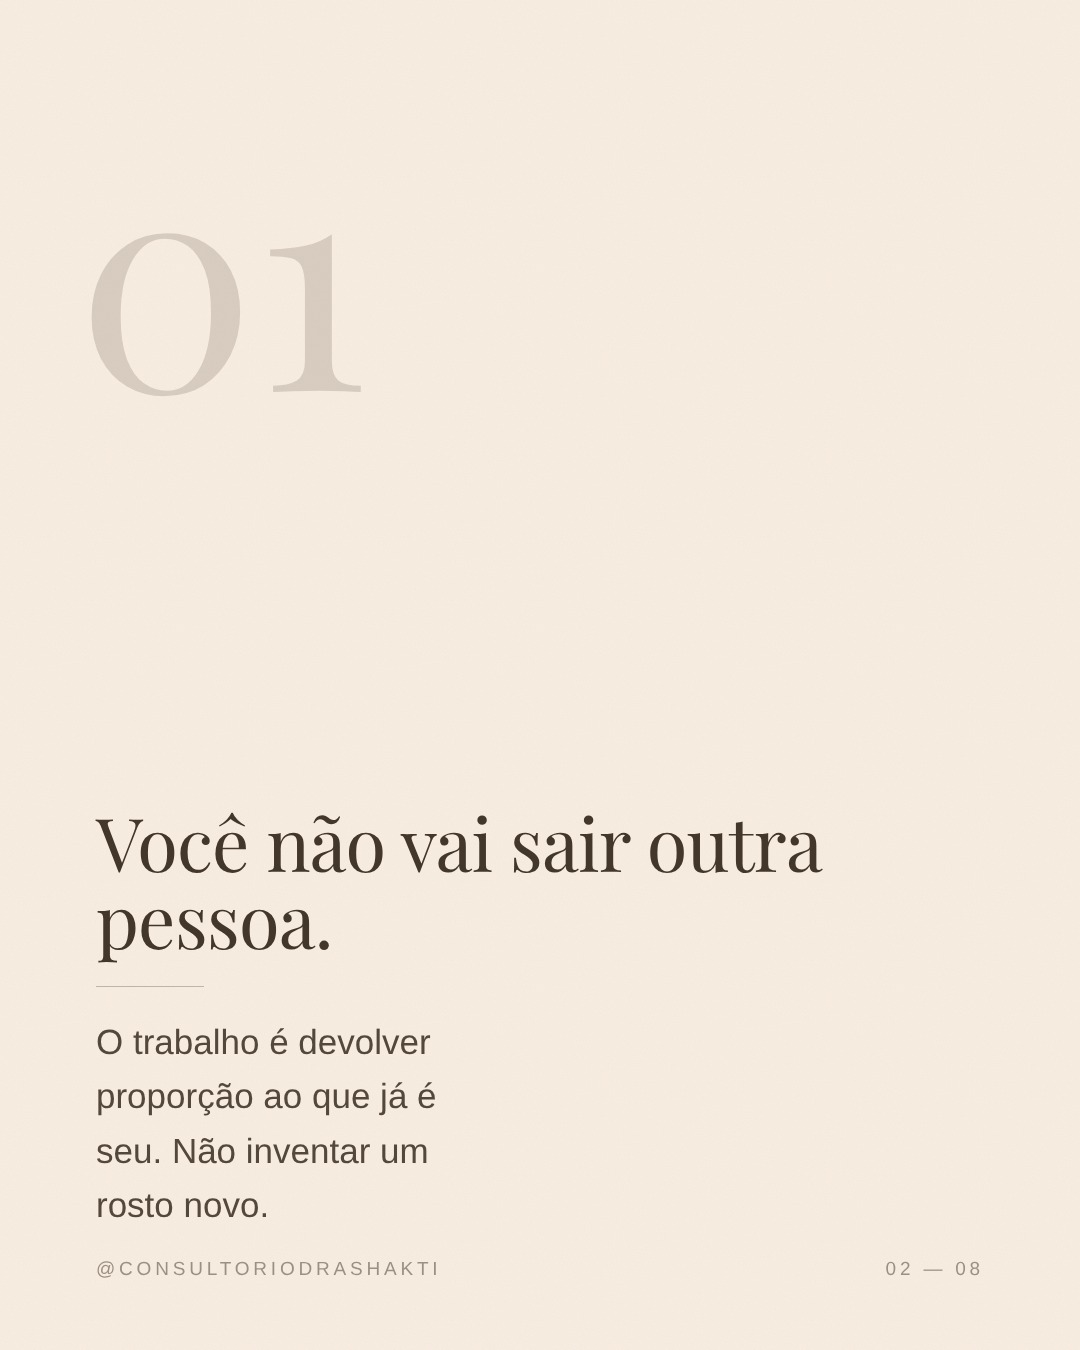 01
Você não vai sair outra
pessoa.
O trabalho é devolver
proporção ao que já é
seu. Não inventar um
rosto novo.
@CONSULTORIODRASHAKTI
02 — 08